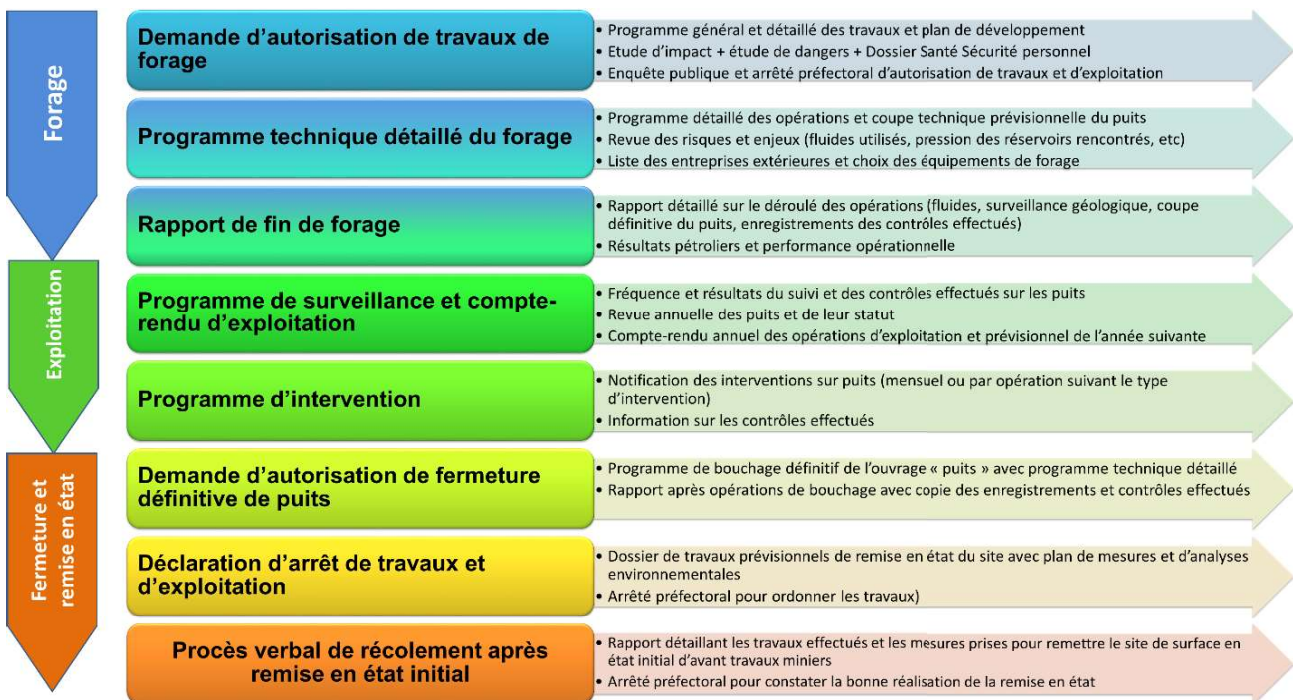 Forage
Demande d'autorisation de travaux de
forage
• Programme général et détaillé des travaux et plan de développement
• Etude d'impact + étude de dangers + Dossier Santé Sécurité personnel
• Enquête publique et arrêté préfectoral d'autorisation de travaux et d'exploitation
Programme technique détaillé du forage
• Programme détaillé des opérations et coupe technique prévisionnelle du puits
• Revue des risques et enjeux (fluides utilisés, pression des réservoirs rencontrés, etc)
• Liste des entreprises extérieures et choix des équipements de forage
Rapport de fin de forage
• Rapport détaillé sur le déroulé des opérations (fluides, surveillance géologique, coupe
définitive du puits, enregistrements des contrôles effectués)
• Résultats pétroliers et performance opérationnelle
Exploitation
Programme de surveillance et compte-
rendu d'exploitation
• Fréquence et résultats du suivi et des contrôles effectués sur les puits
• Revue annuelle des puits et de leur statut
• Compte-rendu annuel des opérations d'exploitation et prévisionnel de l'année suivante
Programme d'intervention
• Notification des interventions sur puits (mensuel ou par opération suivant le type
d'intervention)
• Information sur les contrôles effectués
Fermeture et
remise en état
Demande d'autorisation de fermeture
définitive de puits
• Programme de bouchage définitif de l'ouvrage « puits » avec programme technique détaillé
• Rapport après opérations de bouchage avec copie des enregistrements et contrôles effectués
Déclaration d'arrêt de travaux et
d'exploitation
• Dossier de travaux prévisionnels de remise en état du site avec plan de mesures et d'analyses
environnementales
• Arrêté préfectoral pour ordonner les travaux)
Procès verbal de récolement après
remise en état initial
• Rapport détaillant les travaux effectués et les mesures prises pour remettre le site de surface en
état initial d'avant travaux miniers
• Arrêté préfectoral pour constater la bonne réalisation de la remise en état